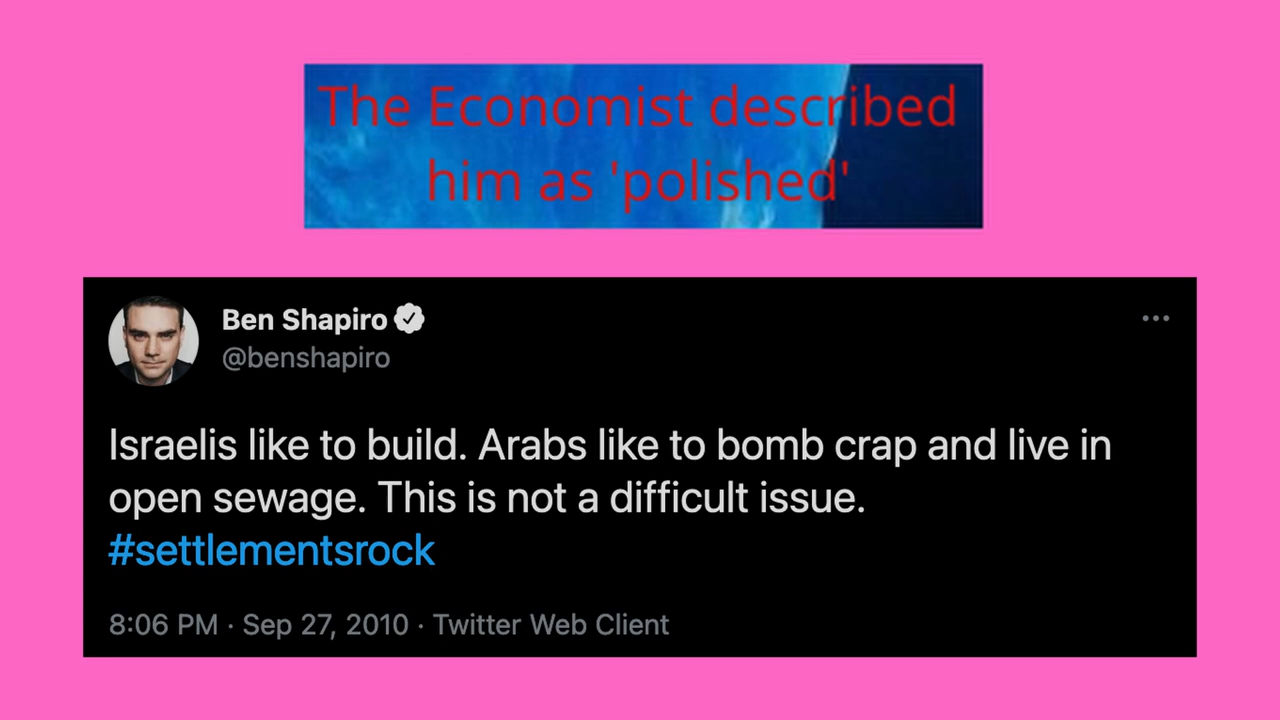 The Economist described
him as 'polished'
Ben Shapiro
@benshapiro
Israelis like to build. Arabs like to bomb crap and live in
open sewage. This is not a difficult issue.
#settlementsrock
8:06 PM · Sep 27, 2010 · Twitter Web Client